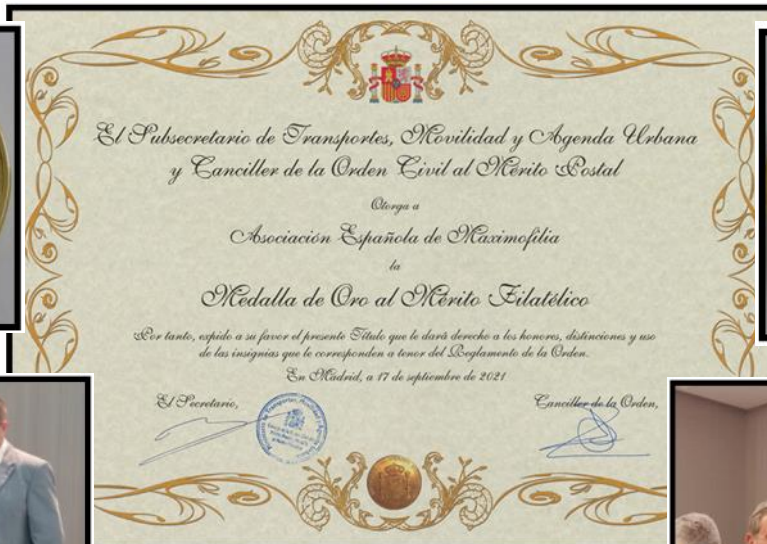 El Subsecretario de Transportes, Movilidad y Agenda Urbana
y Canciller de la Orden Civil al Mérito Postal
Otorga a
Asociación Española de Maximofilia
la
Medalla de Oro al Mérito Filatélico
Por tanto, expido a su favor el presente Título que le dará derecho a los honores, distinciones y uso
de las insignias que le corresponden a tenor del Reglamento de la Orden.
En Madrid, a 17 de septiembre de 2021
El Secretario,
Canciller de la Orden,